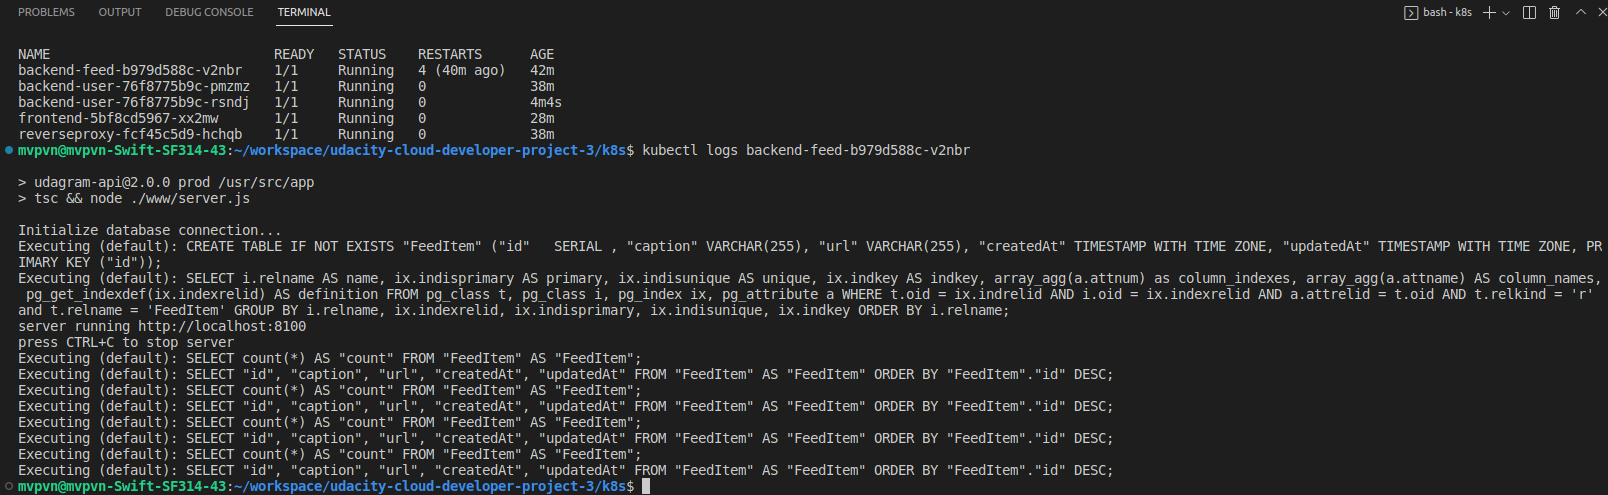 PROBLEMS OUTPUT DEBUG CONSOLE TERMINAL bash - k8s
NAME READY STATUS RESTARTS AGE
backend-feed-b979d588c-v2nbr 1/1 Running 4 (40m ago) 42m
backend-user-76f8775b9c-pmzmz 1/1 Running 0 38m
backend-user-76f8775b9c-rsndj 1/1 Running 0 4m4s
frontend-5bf8cd5967-xx2mw 1/1 Running 0 28m
reverseproxy-fcf45c5d9-hchqb 1/1 Running 0 38m
mvpvn@mvpvn-Swift-SF314-43:~/workspace/udacity-cloud-developer-project-3/k8s$ kubectl logs backend-feed-b979d588c-v2nbr
> udagram-api@2.0.0 prod /usr/src/app
> tsc && node ./www/server.js
Initialize database connection...
Executing (default): CREATE TABLE IF NOT EXISTS "FeedItem" ("id"   SERIAL , "caption" VARCHAR(255), "url" VARCHAR(255), "createdAt" TIMESTAMP WITH TIME ZONE, "updatedAt" TIMESTAMP WITH TIME ZONE, PR
IMARY KEY ("id"));
Executing (default): SELECT i.relname AS name, ix.indisprimary AS primary, ix.indisunique AS unique, ix.indkey AS indkey, array_agg(a.attnum) as column_indexes, array_agg(a.attname) AS column_names,
pg_get_indexdef(ix.indexrelid) AS definition FROM pg_class t, pg_class i, pg_index ix, pg_attribute a WHERE t.oid = ix.indrelid AND i.oid = ix.indexrelid AND a.attrelid = t.oid AND t.relkind = 'r'
and t.relname = 'FeedItem' GROUP BY i.relname, ix.indexrelid, ix.indisprimary, ix.indisunique, ix.indkey ORDER BY i.relname;
server running http://localhost:8100
press CTRL+C to stop server
Executing (default): SELECT count(*) AS "count" FROM "FeedItem" AS "FeedItem";
Executing (default): SELECT "id", "caption", "url", "createdAt", "updatedAt" FROM "FeedItem" AS "FeedItem" ORDER BY "FeedItem"."id" DESC;
Executing (default): SELECT count(*) AS "count" FROM "FeedItem" AS "FeedItem";
Executing (default): SELECT "id", "caption", "url", "createdAt", "updatedAt" FROM "FeedItem" AS "FeedItem" ORDER BY "FeedItem"."id" DESC;
Executing (default): SELECT count(*) AS "count" FROM "FeedItem" AS "FeedItem";
Executing (default): SELECT "id", "caption", "url", "createdAt", "updatedAt" FROM "FeedItem" AS "FeedItem" ORDER BY "FeedItem"."id" DESC;
Executing (default): SELECT count(*) AS "count" FROM "FeedItem" AS "FeedItem";
Executing (default): SELECT "id", "caption", "url", "createdAt", "updatedAt" FROM "FeedItem" AS "FeedItem" ORDER BY "FeedItem"."id" DESC;
mvpvn@mvpvn-Swift-SF314-43:~/workspace/udacity-cloud-developer-project-3/k8s$